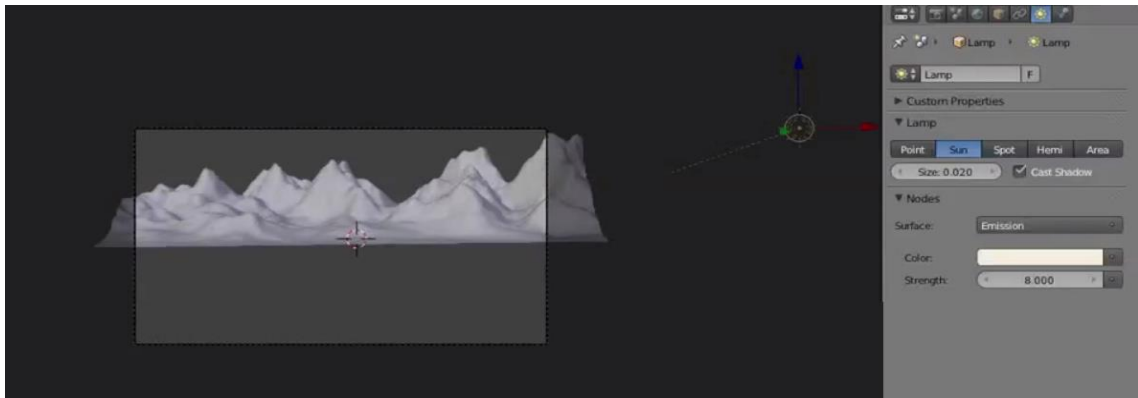 Lamp Lamp
Lamp F
Custom Properties
Lamp
Point Sun Spot Hemi Area
Size: 0.020 Cast Shadow
Nodes
Surface: Emission
Color:
Strength: 8.000